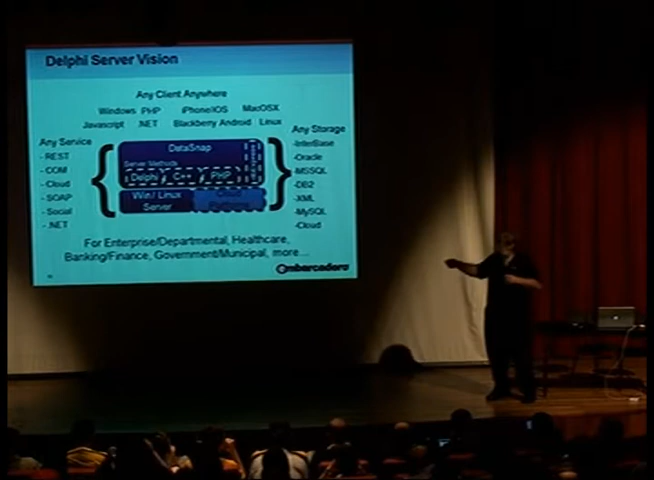 Delphi Server Vision
Any Client Anywhere
Windows PHP iPhone/iOS MacOSX
Javascript .NET Blackberry Android Linux
Any Service
- REST
- COM
- Cloud
- SOAP
- Social
- .NET
DataSnap
Server Methods
Delphi C++ PHP
Win / Linux
Server
Cloud
Any Storage
-InterBase
-Oracle
-MSSQL
-DB2
-XML
-MySQL
-Cloud
For Enterprise/Departmental, Healthcare,
Banking/Finance, Government/Municipal, more...
Embarcadero